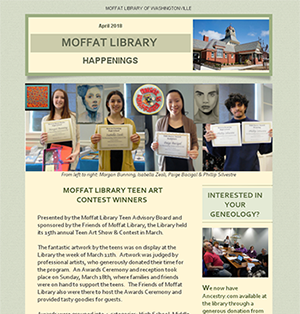 MOFFAT LIBRARY OF WASHINGTONVILLE
April 2018
MOFFAT LIBRARY
HAPPENINGS
From left to right: Morgan Bunning, Isabella Zeoli, Paige Bacigal & Phillip Silvestre
MOFFAT LIBRARY TEEN ART
CONTEST WINNERS
Presented by the Moffat Library Teen Advisory Board and
sponsored by the Friends of Moffat Library, the Library held
its 15th annual Teen Art Show & Contest in March.
The fantastic artwork by the teens was on display at the
Library the week of March 12th. Artwork was judged by
professional artists, who generously donated their time for
the program. An Awards Ceremony and reception took
place on Sunday, March 18th, where families and friends
were on hand to support the teens. The Friends of Moffat
Library also were there to host the Awards Ceremony and
provided tasty goodies for guests.
INTERESTED IN
YOUR
GENEOLOGY?
We now have
Ancestry.com available at
the library through a
generous donation from